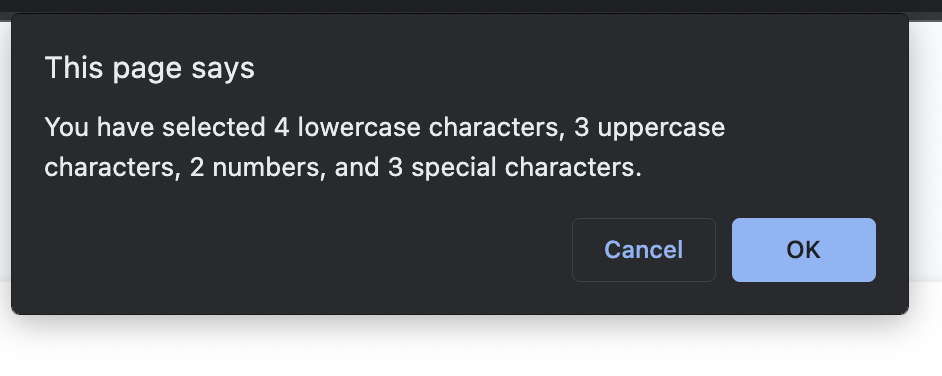 This page says
You have selected 4 lowercase characters, 3 uppercase
characters, 2 numbers, and 3 special characters.
Cancel
OK